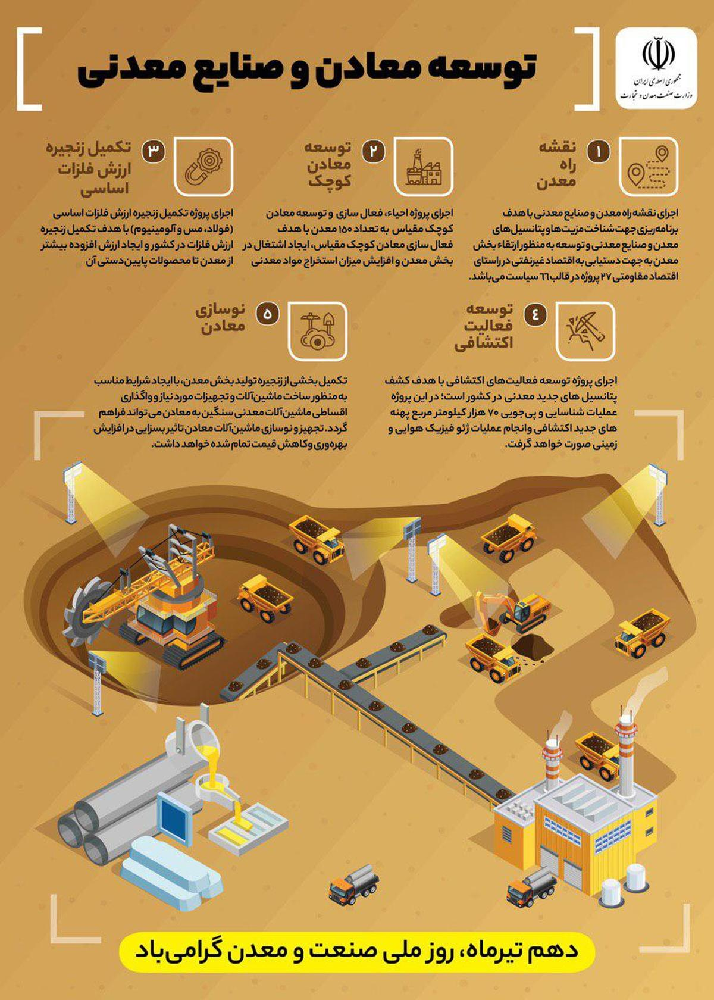 جمهوری اسلامی ایران
وزارت صنعت، معدن و تجارت
توسعه معادن و صنایع معدنی
۱
نقشه
راه
معدن
اجرای نقشه راه معدن و صنایع معدنی با هدف
برنامه‌ریزی جهت شناخت مزیت‌ها و پتانسیل‌های
معدن و صنایع معدنی و توسعه به منظور ارتقاء بخش
معدن به جهت دستیابی به اقتصاد غیرنفتی در راستای
اقتصاد مقاومتی ۲۷ پروژه در قالب ٦٦ سیاست می‌باشد.
۲
توسعه
معادن
کوچک
اجرای پروژه احیاء، فعال سازی و توسعه معادن
کوچک مقیاس به تعداد ۱۵۰ معدن با هدف
فعال سازی معادن کوچک مقیاس، ایجاد اشتغال در
بخش معدن و افزایش میزان استخراج مواد معدنی
۳
تکمیل زنجیره
ارزش فلزات
اساسی
اجرای پروژه تکمیل زنجیره ارزش فلزات اساسی
(فولاد، مس و آلومینیوم) با هدف تکمیل زنجیره
ارزش فلزات در کشور و ایجاد ارزش افزوده بیشتر
از معدن تا محصولات پایین‌دستی آن
٤
توسعه
فعالیت
اکتشافی
اجرای پروژه توسعه فعالیت‌های اکتشافی با هدف کشف
پتانسیل های جدید معدنی در کشور است؛ در این پروژه
عملیات شناسایی و پی‌جویی ۷۰ هزار کیلومتر مربع پهنه
های جدید اکتشافی و انجام عملیات ژئو فیزیک هوایی و
زمینی صورت خواهد گرفت.
۵
نوسازی
معادن
تکمیل بخشی از زنجیره تولید بخش معدن، با ایجاد شرایط مناسب
به منظور ساخت ماشین‌آلات و تجهیزات مورد نیاز و واگذاری
اقساطی ماشین‌آلات معدنی سنگین به معادن می‌تواند فراهم
گردد. تجهیز و نوسازی ماشین‌آلات معادن تاثیر بسزایی در افزایش
بهره‌وری و کاهش قیمت تمام شده خواهد داشت.
دهم تیرماه، روز ملی صنعت و معدن گرامی‌باد